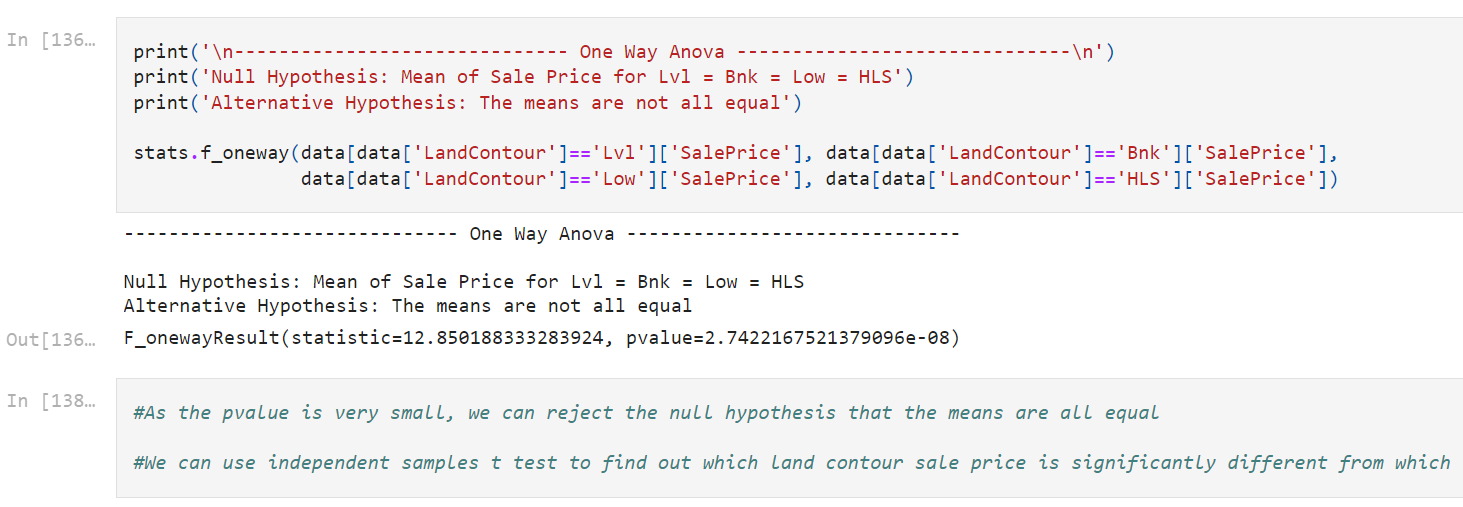 In [136…
print('\n------------------------------ One Way Anova ------------------------------\n')
print('Null Hypothesis: Mean of Sale Price for Lvl = Bnk = Low = HLS')
print('Alternative Hypothesis: The means are not all equal')
stats.f_oneway(data[data['LandContour']=='Lvl']['SalePrice'], data[data['LandContour']=='Bnk']['SalePrice'],
data[data['LandContour']=='Low']['SalePrice'], data[data['LandContour']=='HLS']['SalePrice'])
------------------------------ One Way Anova ------------------------------
Null Hypothesis: Mean of Sale Price for Lvl = Bnk = Low = HLS
Alternative Hypothesis: The means are not all equal
Out[136…
F_onewayResult(statistic=12.850188333283924, pvalue=2.7422167521379096e-08)
In [138…
#As the pvalue is very small, we can reject the null hypothesis that the means are all equal
#We can use independent samples t test to find out which land contour sale price is significantly different from which